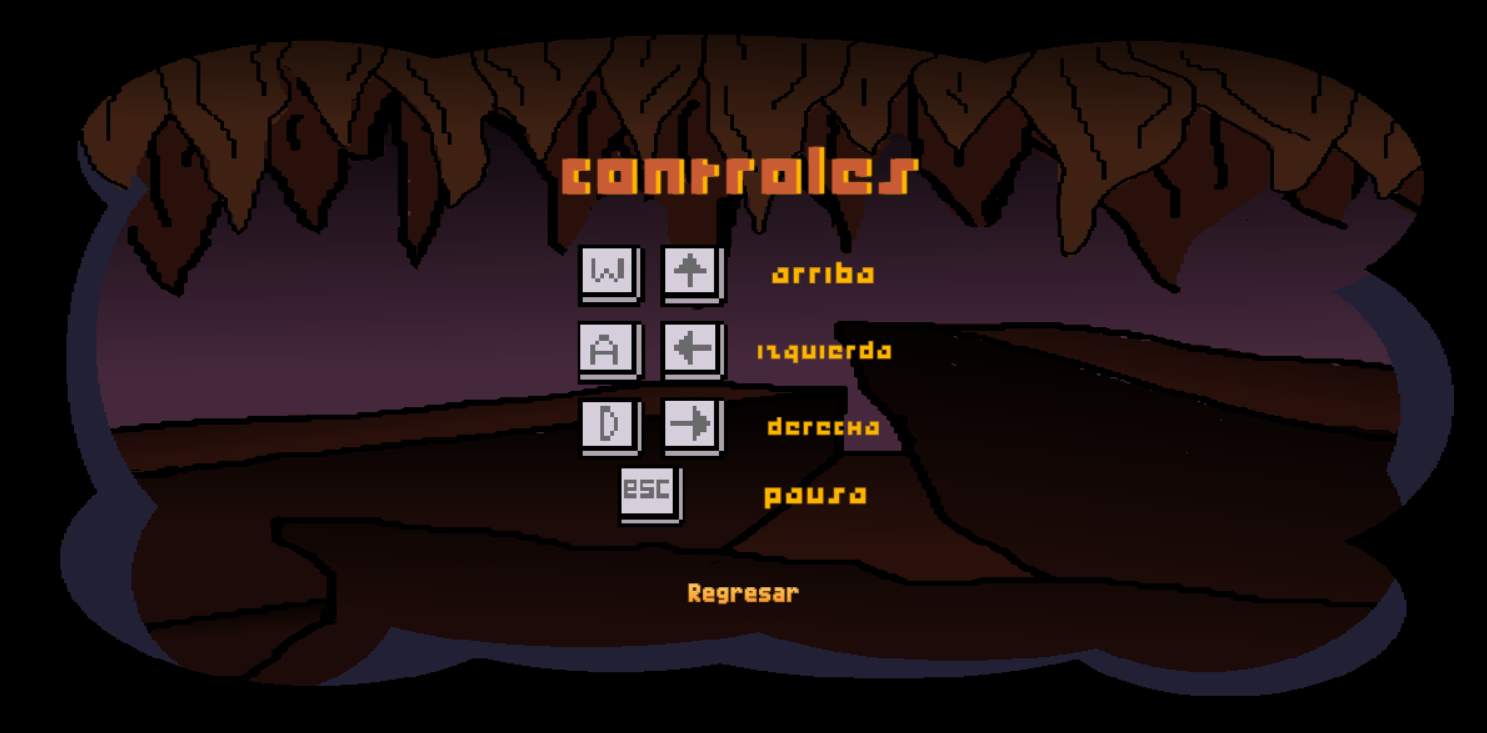 controles
W arriba
A izquierda
D derecha
esc pausa
Regresar